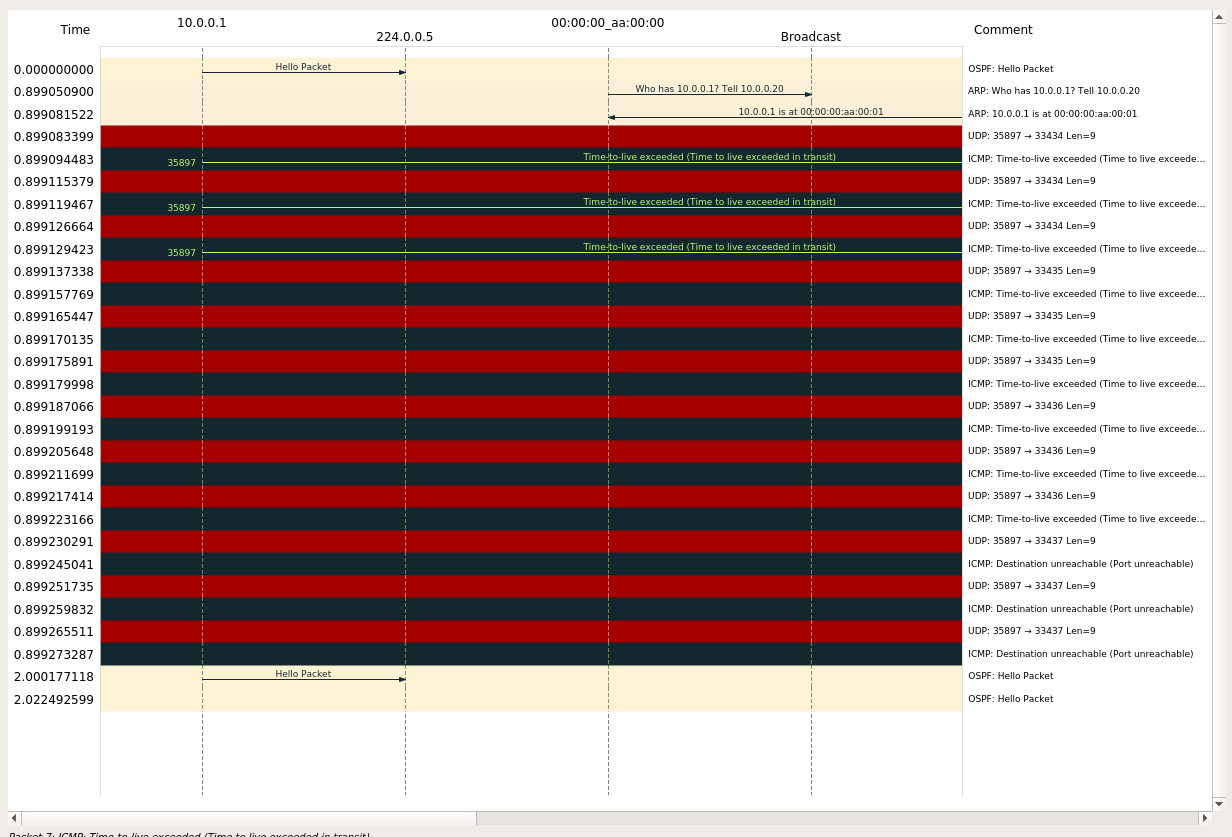 Time 10.0.0.1 00:00:00_aa:00:00 Comment
224.0.0.5 Broadcast
0.000000000 Hello Packet OSPF: Hello Packet
0.899050900 Who has 10.0.0.1? Tell 10.0.0.20 ARP: Who has 10.0.0.1? Tell 10.0.0.20
0.899081522 10.0.0.1 is at 00:00:00:aa:00:01 ARP: 10.0.0.1 is at 00:00:00:aa:00:01
0.899083399 UDP: 35897 → 33434 Len=9
0.899094483 35897 Time-to-live exceeded (Time to live exceeded in transit) ICMP: Time-to-live exceeded (Time to live exceede...
0.899115379 UDP: 35897 → 33434 Len=9
0.899119467 35897 Time-to-live exceeded (Time to live exceeded in transit) ICMP: Time-to-live exceeded (Time to live exceede...
0.899126664 UDP: 35897 → 33434 Len=9
0.899129423 35897 Time-to-live exceeded (Time to live exceeded in transit) ICMP: Time-to-live exceeded (Time to live exceede...
0.899137338 UDP: 35897 → 33435 Len=9
0.899157769 ICMP: Time-to-live exceeded (Time to live exceede...
0.899165447 UDP: 35897 → 33435 Len=9
0.899170135 ICMP: Time-to-live exceeded (Time to live exceede...
0.899175891 UDP: 35897 → 33435 Len=9
0.899179998 ICMP: Time-to-live exceeded (Time to live exceede...
0.899187066 UDP: 35897 → 33436 Len=9
0.899199193 ICMP: Time-to-live exceeded (Time to live exceede...
0.899205648 UDP: 35897 → 33436 Len=9
0.899211699 ICMP: Time-to-live exceeded (Time to live exceede...
0.899217414 UDP: 35897 → 33436 Len=9
0.899223166 ICMP: Time-to-live exceeded (Time to live exceede...
0.899230291 UDP: 35897 → 33437 Len=9
0.899245041 ICMP: Destination unreachable (Port unreachable)
0.899251735 UDP: 35897 → 33437 Len=9
0.899259832 ICMP: Destination unreachable (Port unreachable)
0.899265511 UDP: 35897 → 33437 Len=9
0.899273287 ICMP: Destination unreachable (Port unreachable)
2.000177118 Hello Packet OSPF: Hello Packet
2.022492599 OSPF: Hello Packet
Packet 7: ICMP: Time-to-live exceeded (Time to live exceeded in transit)